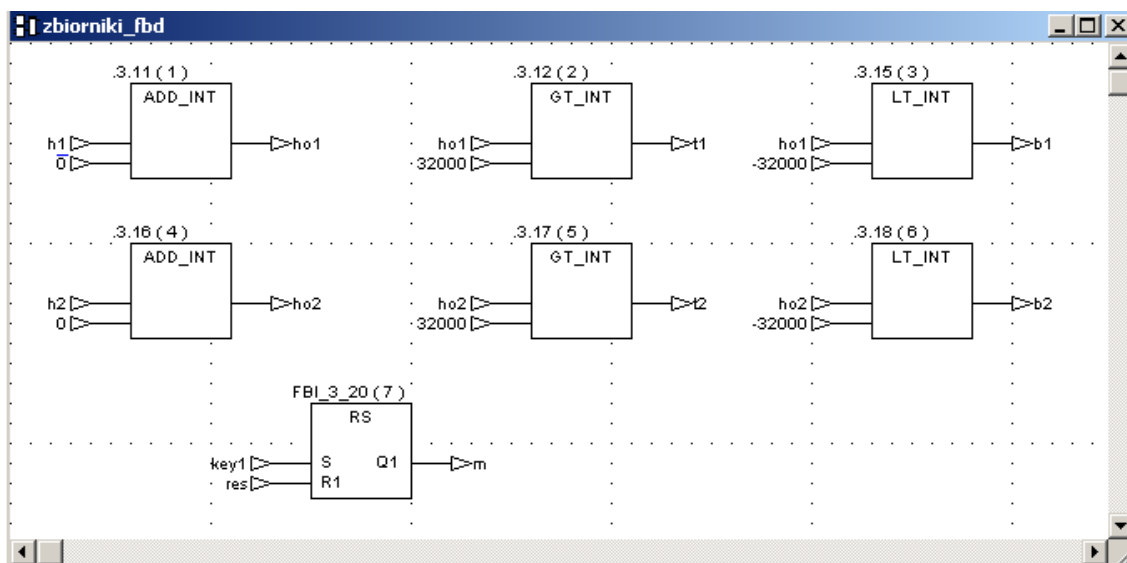 zbiorniki_fbd
.3.11 ( 1 ) .3.12 ( 2 ) .3.15 ( 3 )
ADD_INT GT_INT LT_INT
h1 ho1 ho1 t1 ho1 b1
0 32000 -32000
.3.16 ( 4 ) .3.17 ( 5 ) .3.18 ( 6 )
ADD_INT GT_INT LT_INT
h2 ho2 ho2 t2 ho2 b2
0 32000 -32000
FBI_3_20 ( 7 )
RS
key1 S Q1 m
res R1